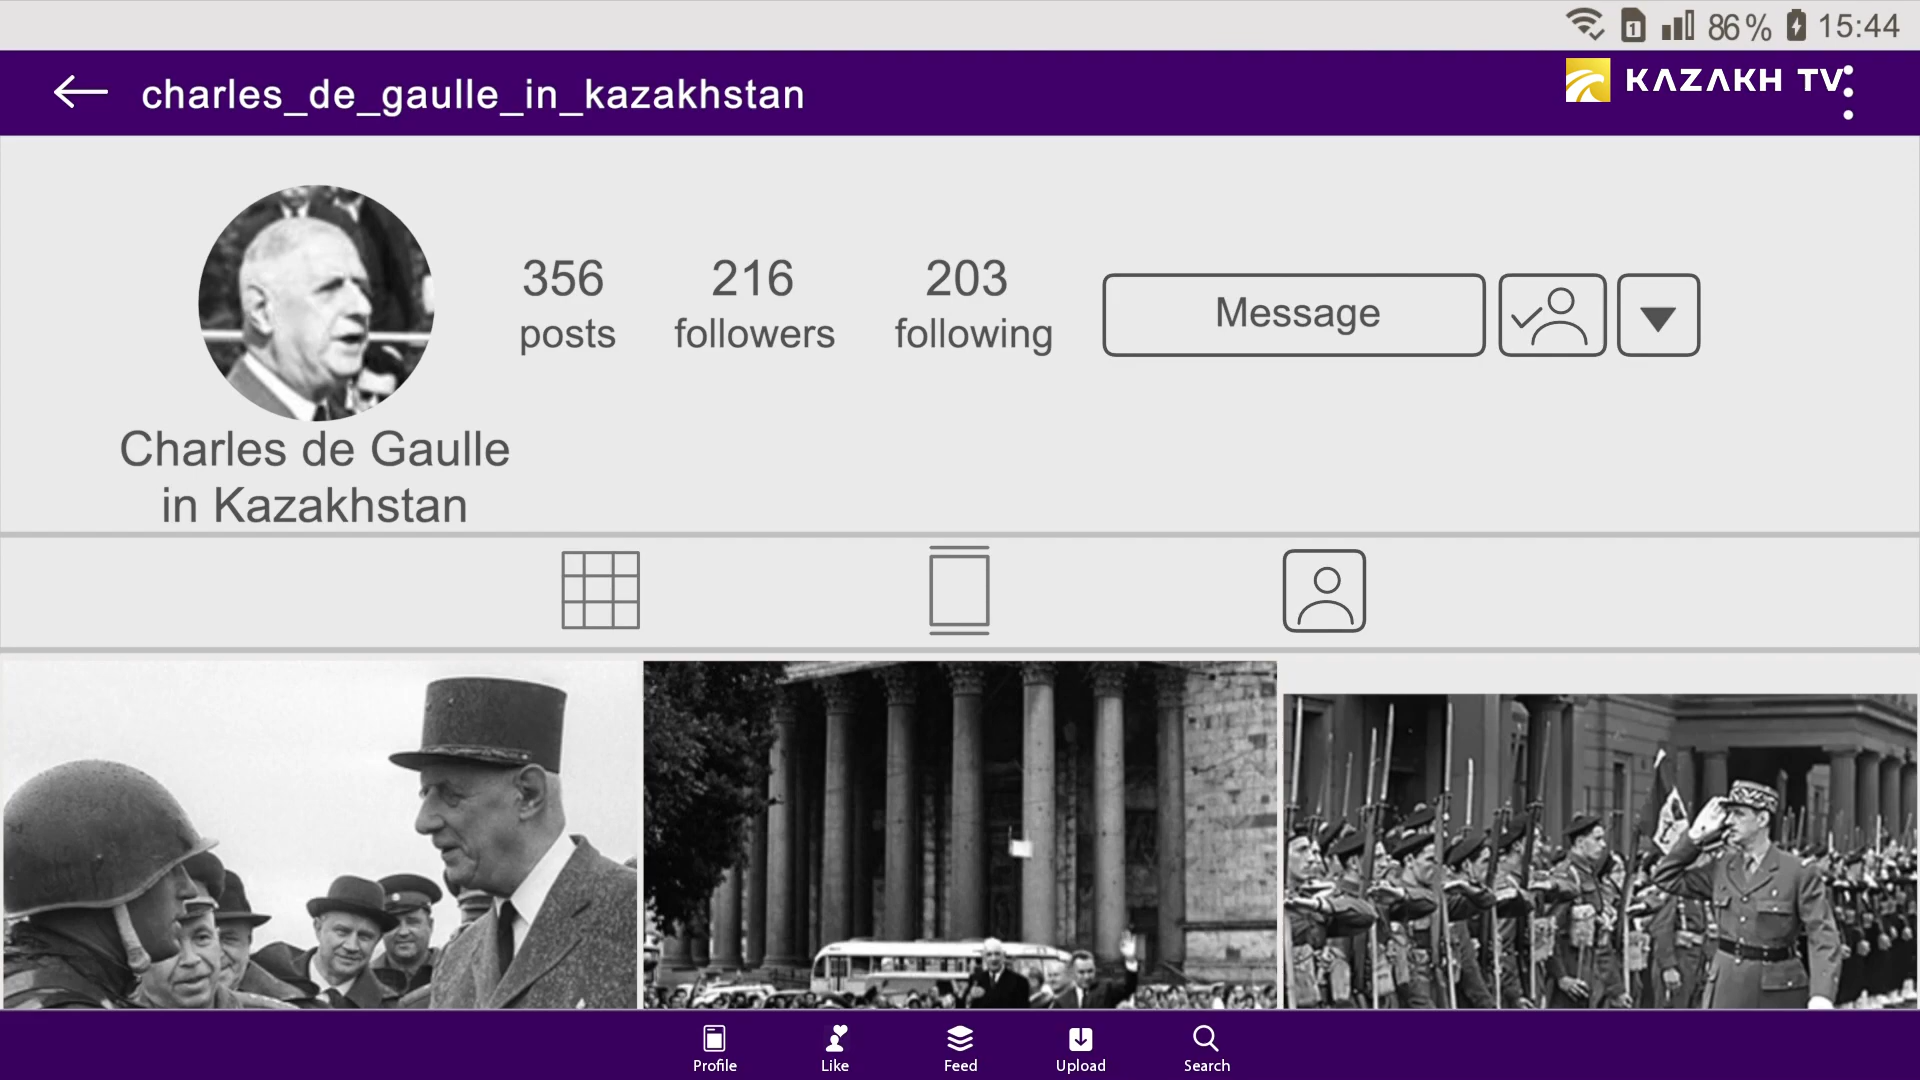 1 86% 15:44
charles_de_gaulle_in_kazakhstan
KAZAKH TV
356
posts
216
followers
203
following
Message
Charles de Gaulle
in Kazakhstan
Profile
Like
Feed
Upload
Search